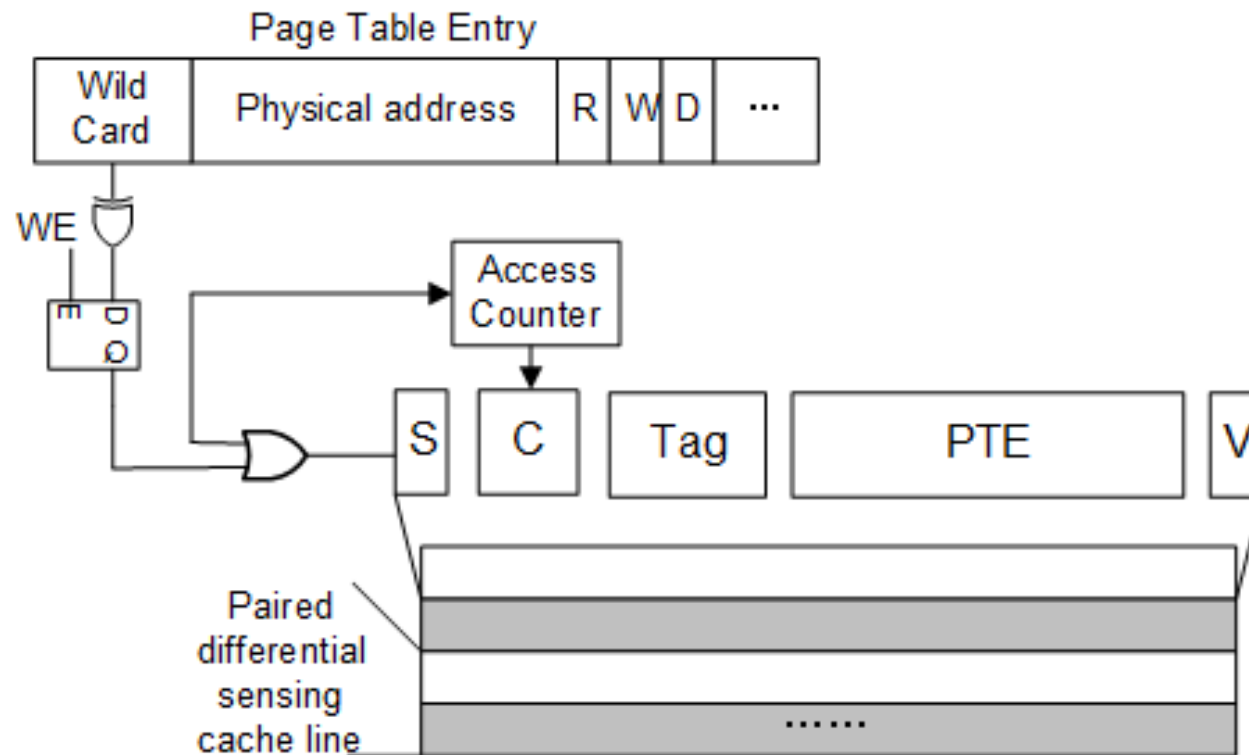 Page Table Entry
Wild
Card
Physical address
R
W
D
...
WE
E
D
Q
Access
Counter
S
C
Tag
PTE
V
Paired
differential
sensing
cache line
......